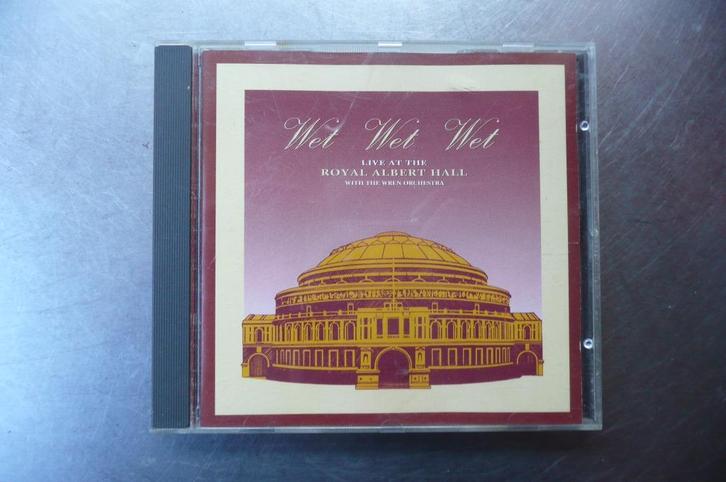 Wet Wet Wet
LIVE AT THE
ROYAL ALBERT HALL
WITH THE WREN ORCHESTRA